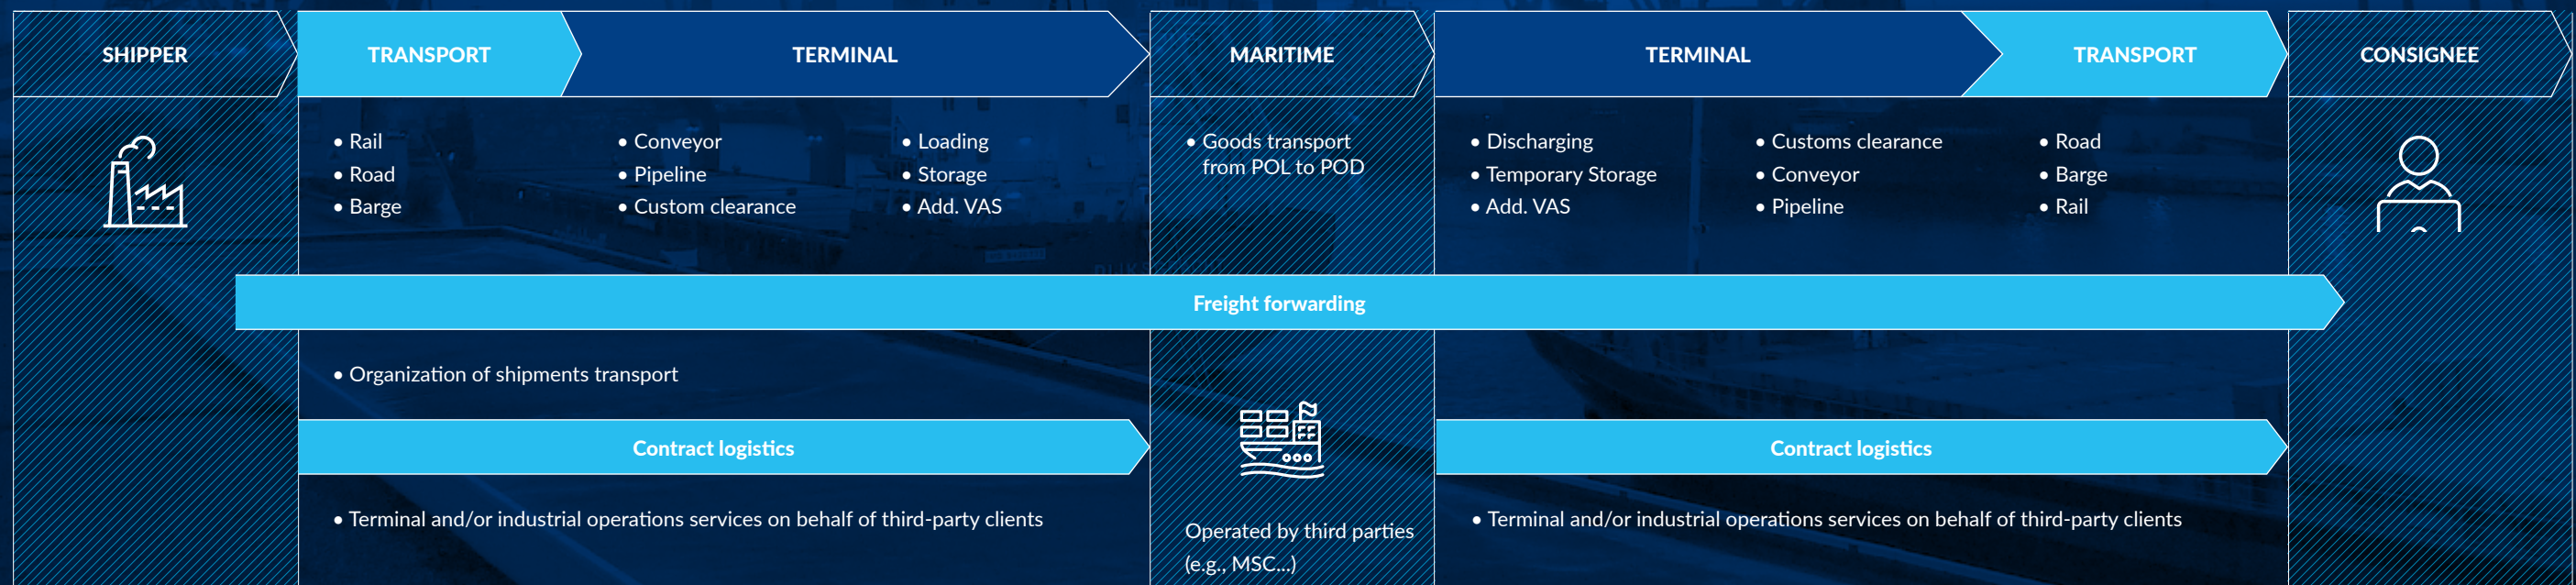 SHIPPER
TRANSPORT
TERMINAL
MARITIME
TERMINAL
TRANSPORT
CONSIGNEE
• Rail
• Road
• Barge
• Conveyor
• Pipeline
• Custom clearance
• Loading
• Storage
• Add. VAS
• Goods transport
from POL to POD
• Discharging
• Temporary Storage
• Add. VAS
• Customs clearance
• Conveyor
• Pipeline
• Road
• Barge
• Rail
Freight forwarding
• Organization of shipments transport
Contract logistics
Contract logistics
• Terminal and/or industrial operations services on behalf of third-party clients
Operated by third parties
(e.g., MSC...)
• Terminal and/or industrial operations services on behalf of third-party clients